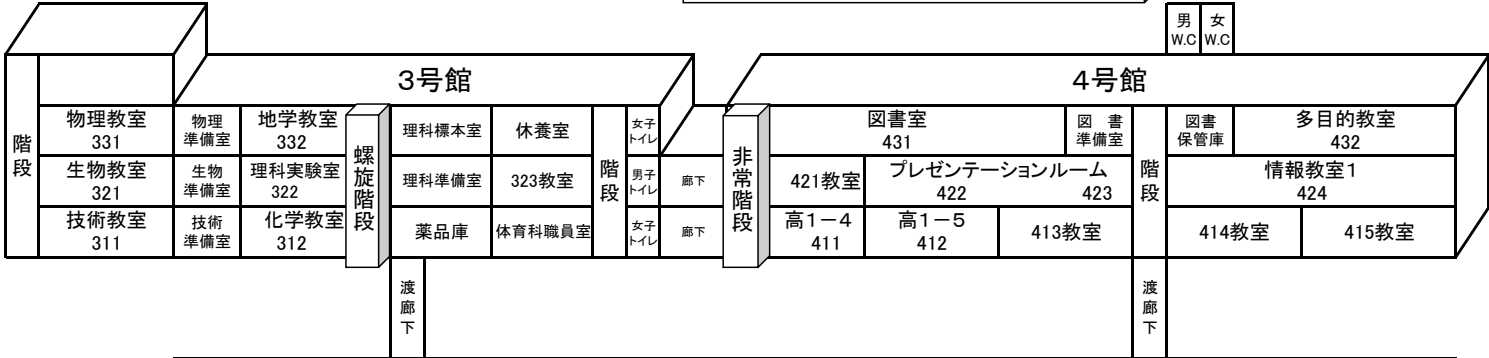 男 女
W.C W.C
3号館
4号館
階段
物理教室
331
物理
準備室
地学教室
332
螺旋階段
理科標本室
休養室
女子
トイレ
非常階段
図書室
431
図 書
準備室
階段
図書
保管庫
多目的教室
432
生物教室
321
生物
準備室
理科実験室
322
理科準備室
323教室
階段
男子
トイレ
廊下
421教室
プレゼンテーションルーム
422 423
情報教室1
424
技術教室
311
技術
準備室
化学教室
312
薬品庫
体育科職員室
女子
トイレ
廊下
高1-4
411
高1-5
412
413教室
414教室
415教室
渡廊下
渡廊下